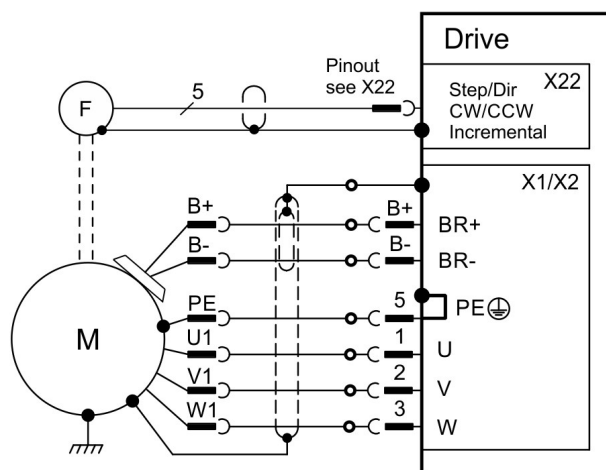 Drive
Pinout
see X22
X22
F
5
Step/Dir
CW/CCW
Incremental
X1/X2
B+
B+
BR+
B-
B-
BR-
PE
5
PE
M
U1
1
U
V1
2
V
W1
3
W